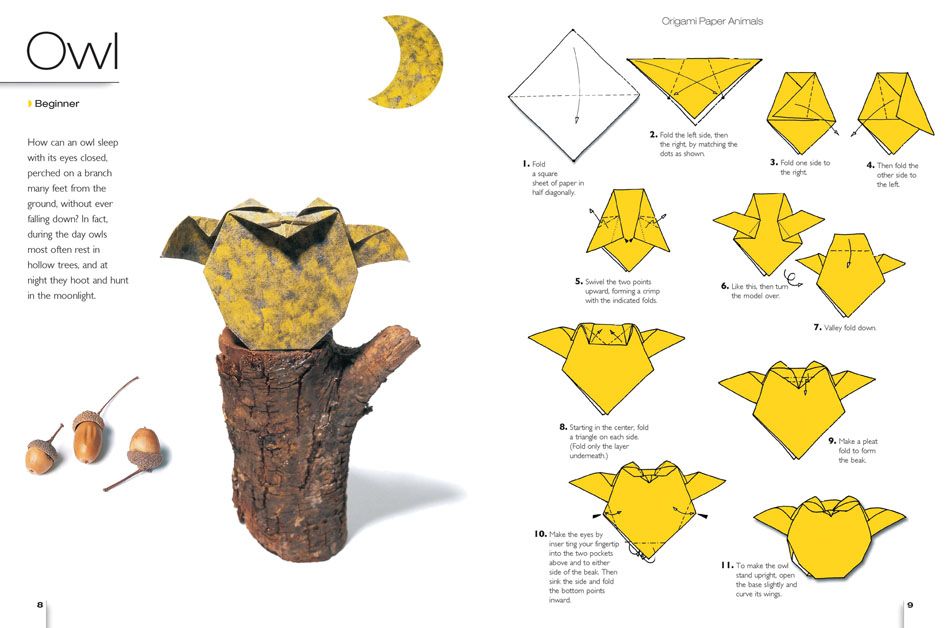 Owl
Beginner
How can an owl sleep
with its eyes closed,
perched on a branch
many feet from the
ground, without ever
falling down? In fact,
during the day owls
most often rest in
hollow trees, and at
night they hoot and hunt
in the moonlight.
8
Origami Paper Animals
1. Fold
a square
sheet of paper in
half diagonally.
2. Fold the left side, then
the right, by matching the
dots as shown.
3. Fold one side to
the right.
4. Then fold the
other side to
the left.
5. Swivel the two points
upward, forming a crimp
with the indicated folds.
6. Like this, then turn
the model over.
7. Valley fold down.
8. Starting in the center, fold
a triangle on each side.
(Fold only the layer
underneath.)
9. Make a pleat
fold to form
the beak.
10. Make the eyes by
inser ting your fingertip
into the two pockets
above and to either
side of the beak. Then
sink the side and fold
the bottom points
inward.
11. To make the owl
stand upright, open
the base slightly and
curve its wings.
9